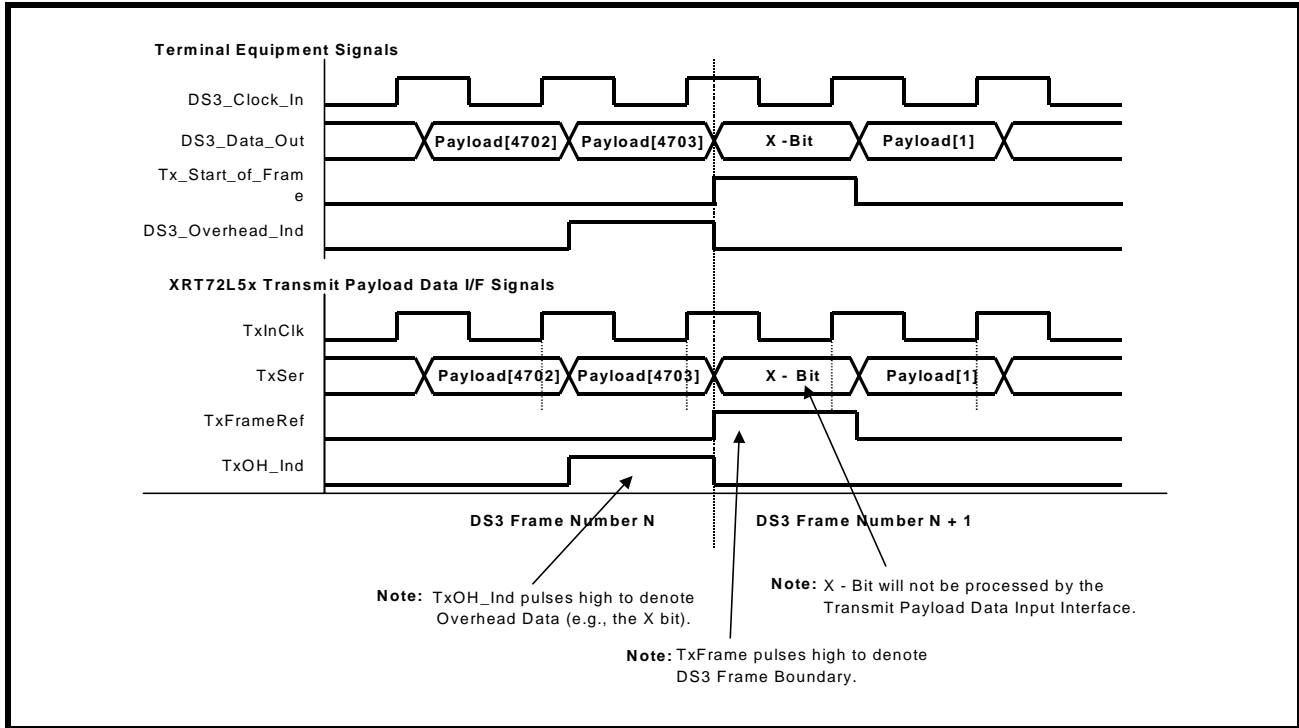 Terminal Equipment Signals
DS3_Clock_In
DS3_Data_Out
Payload[4702]
Payload[4703]
X -Bit
Payload[1]
Tx_Start_of_Fram
e
DS3_Overhead_Ind
XRT72L5x Transmit Payload Data I/F Signals
TxInClk
TxSer
Payload[4702]
Payload[4703]
X - Bit
Payload[1]
TxFrameRef
TxOH_Ind
DS3 Frame Number N
DS3 Frame Number N + 1
Note: TxOH_Ind pulses high to denote
Overhead Data (e.g., the X bit).
Note: X - Bit will not be processed by the
Transmit Payload Data Input Interface.
Note: TxFrame pulses high to denote
DS3 Frame Boundary.